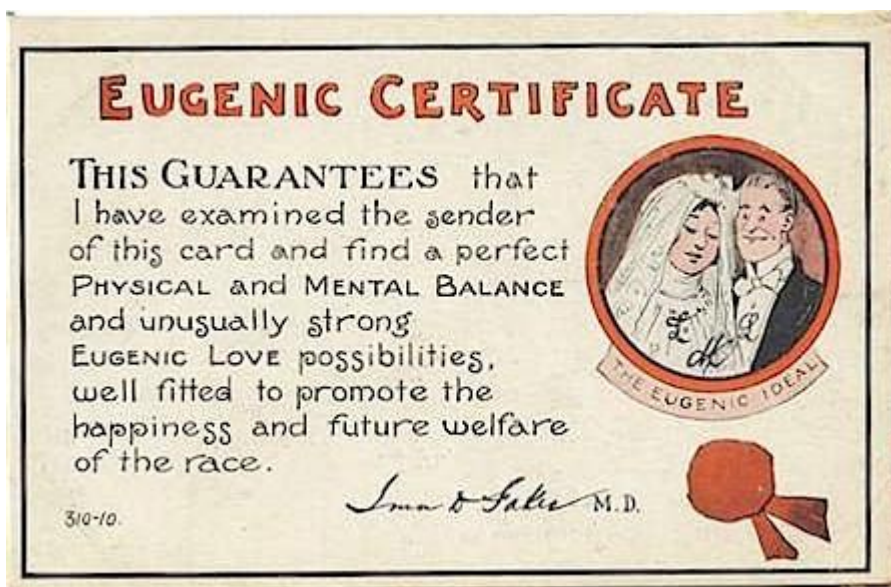 EUGENIC CERTIFICATE
THIS GUARANTEES that
I have examined the sender
of this card and find a perfect
PHYSICAL and MENTAL BALANCE
and unusually strong
EUGENIC LOVE possibilities,
well fitted to promote the
happiness and future welfare
of the race.
THE EUGENIC IDEAL
M.D.
310-10.